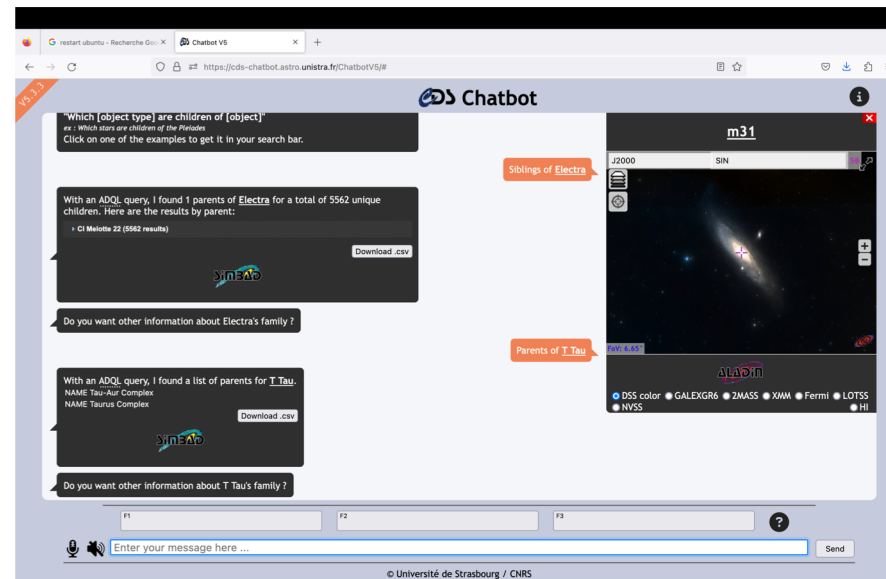 restart ubuntu - Recherche Goo
Chatbot V5
https://cds-chatbot.astro.unistra.fr/ChatbotV5/#
V5.3.3
CDS Chatbot
"Which [object type] are children of [object]"
ex : Which stars are children of the Pleiades
Click on one of the examples to get it in your search bar.
Siblings of Electra
With an ADQL query, I found 1 parents of Electra for a total of 5562 unique
children. Here are the results by parent:
› Cl Melotte 22 (5562 results)
Download .csv
SIMBAD
Do you want other information about Electra's family ?
Parents of T Tau
With an ADQL query, I found a list of parents for T Tau.
NAME Tau-Aur Complex
NAME Taurus Complex
Download .csv
SIMBAD
Do you want other information about T Tau's family ?
m31
J2000
SIN
FoV: 6.65°
ALADIN
DSS color GALEXGR6 2MASS XMM Fermi LOTSS
NVSS HI
F1
F2
F3
?
Enter your message here ...
Send
© Université de Strasbourg / CNRS